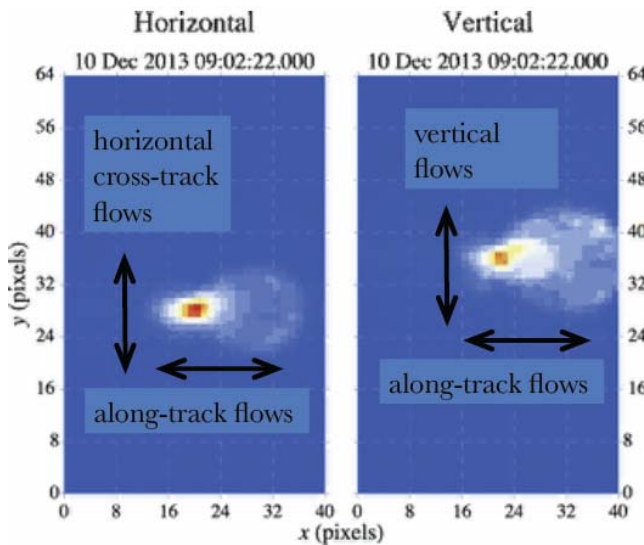 Horizontal
10 Dec 2013 09:02:22.000
64
56
48
40
32
24
16
8
0
horizontal
cross-track
flows
along-track flows
0 8 16 24 32 40
Vertical
10 Dec 2013 09:02:22.000
vertical
flows
along-track flows
64
56
48
40
32
24
16
8
0
0 8 16 24 32 40
y (pixels)
x (pixels)